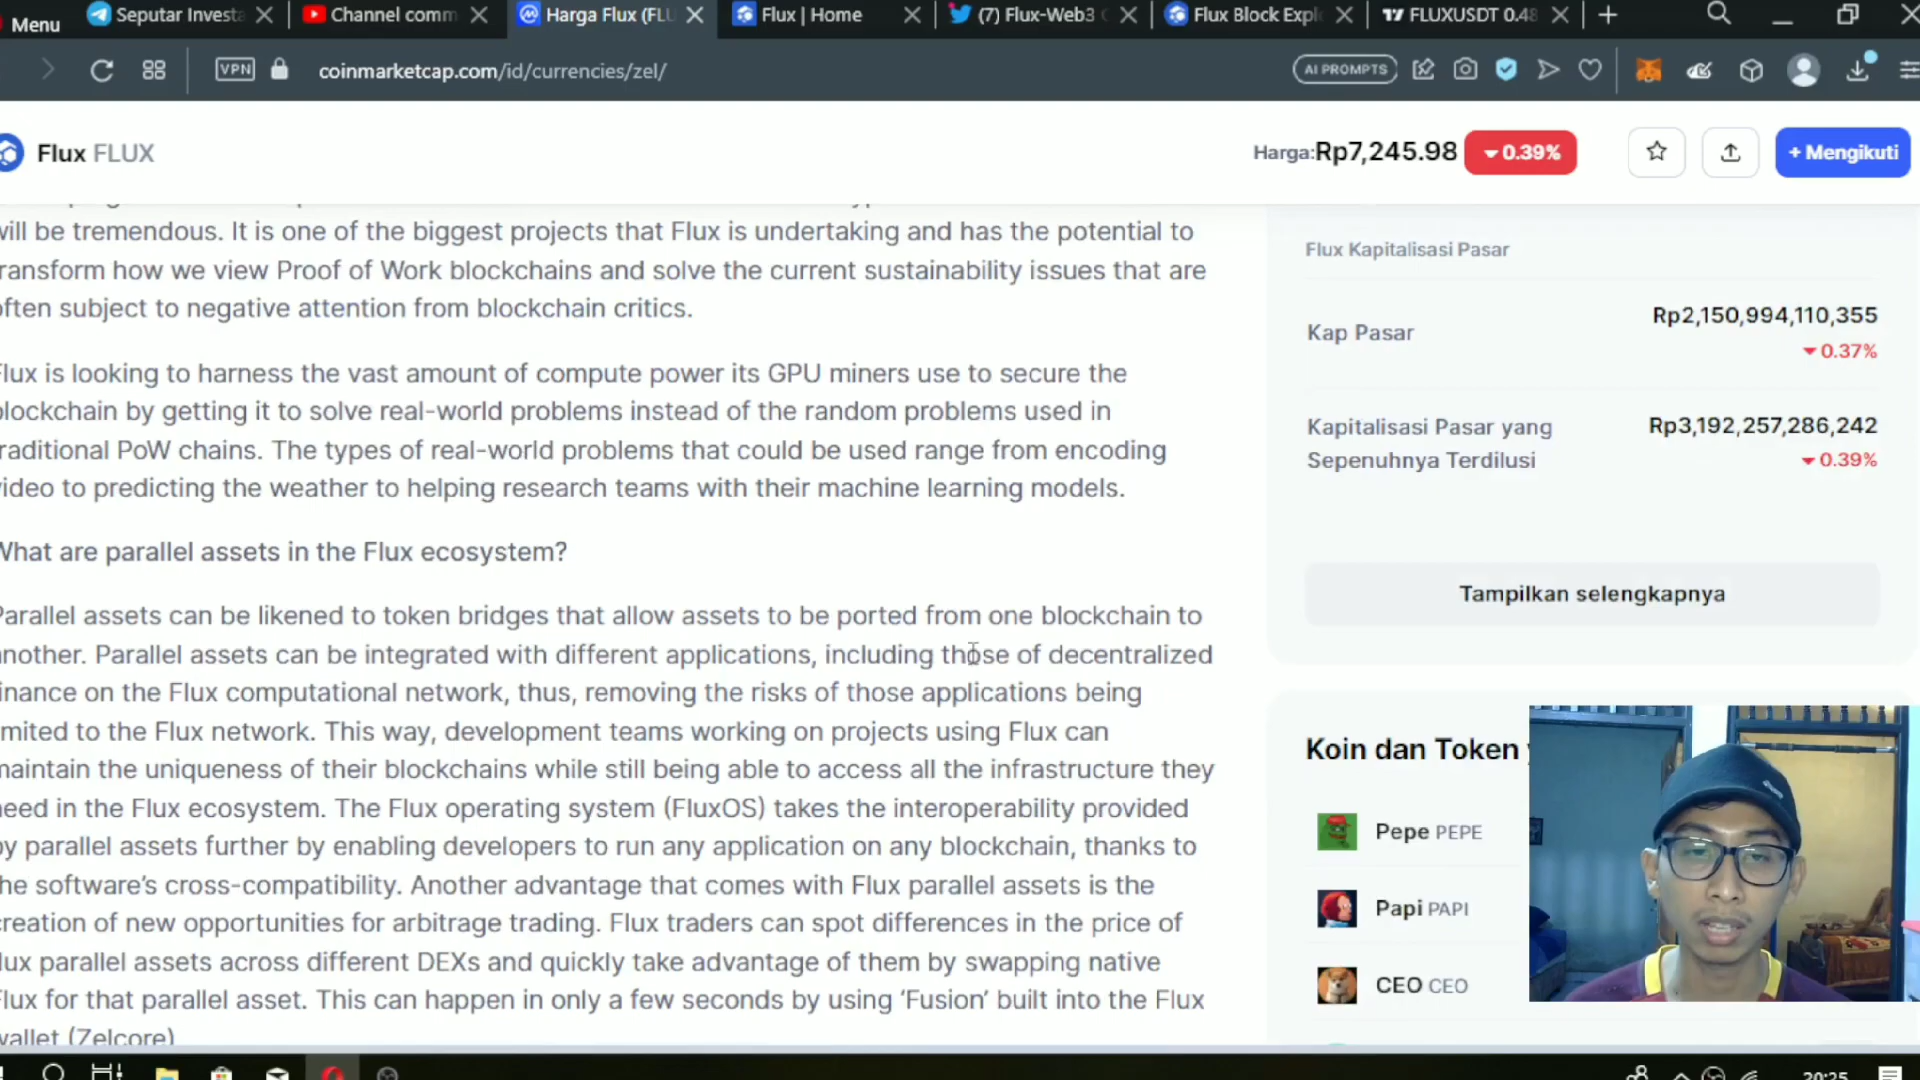 Menu
Seputar Investa
Channel comm
Harga Flux (FLU
Flux | Home
(7) Flux-Web3
Flux Block Expl
FLUXUSDT 0.48
VPN
coinmarketcap.com/id/currencies/zel/
AI PROMPTS
Flux FLUX
Harga:Rp7,245.98
0.39%
+ Mengikuti
will be tremendous. It is one of the biggest projects that Flux is undertaking and has the potential to
ransform how we view Proof of Work blockchains and solve the current sustainability issues that are
often subject to negative attention from blockchain critics.
Flux is looking to harness the vast amount of compute power its GPU miners use to secure the
blockchain by getting it to solve real-world problems instead of the random problems used in
raditional PoW chains. The types of real-world problems that could be used range from encoding
video to predicting the weather to helping research teams with their machine learning models.
What are parallel assets in the Flux ecosystem?
Parallel assets can be likened to token bridges that allow assets to be ported from one blockchain to
another. Parallel assets can be integrated with different applications, including those of decentralized
inance on the Flux computational network, thus, removing the risks of those applications being
imited to the Flux network. This way, development teams working on projects using Flux can
maintain the uniqueness of their blockchains while still being able to access all the infrastructure they
need in the Flux ecosystem. The Flux operating system (FluxOS) takes the interoperability provided
by parallel assets further by enabling developers to run any application on any blockchain, thanks to
he software's cross-compatibility. Another advantage that comes with Flux parallel assets is the
creation of new opportunities for arbitrage trading. Flux traders can spot differences in the price of
lux parallel assets across different DEXs and quickly take advantage of them by swapping native
Flux for that parallel asset. This can happen in only a few seconds by using ‘Fusion’ built into the Flux
wallet (Zelcore)
Flux Kapitalisasi Pasar
Kap Pasar
Rp2,150,994,110,355
0.37%
Kapitalisasi Pasar yang
Sepenuhnya Terdilusi
Rp3,192,257,286,242
0.39%
Tampilkan selengkapnya
Koin dan Token
Pepe PEPE
Papi PAPI
CEO CEO
20:25